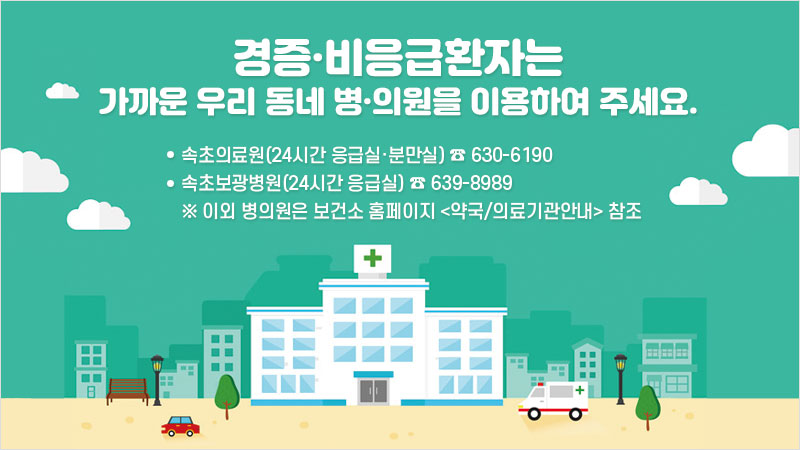 경증·비응급환자는
가까운 우리 동네 병·의원을 이용하여 주세요.
• 속초의료원(24시간 응급실·분만실) ☎ 630-6190
• 속초보광병원(24시간 응급실) ☎ 639-8989
※ 이외 병의원은 보건소 홈페이지 <약국/의료기관안내> 참조